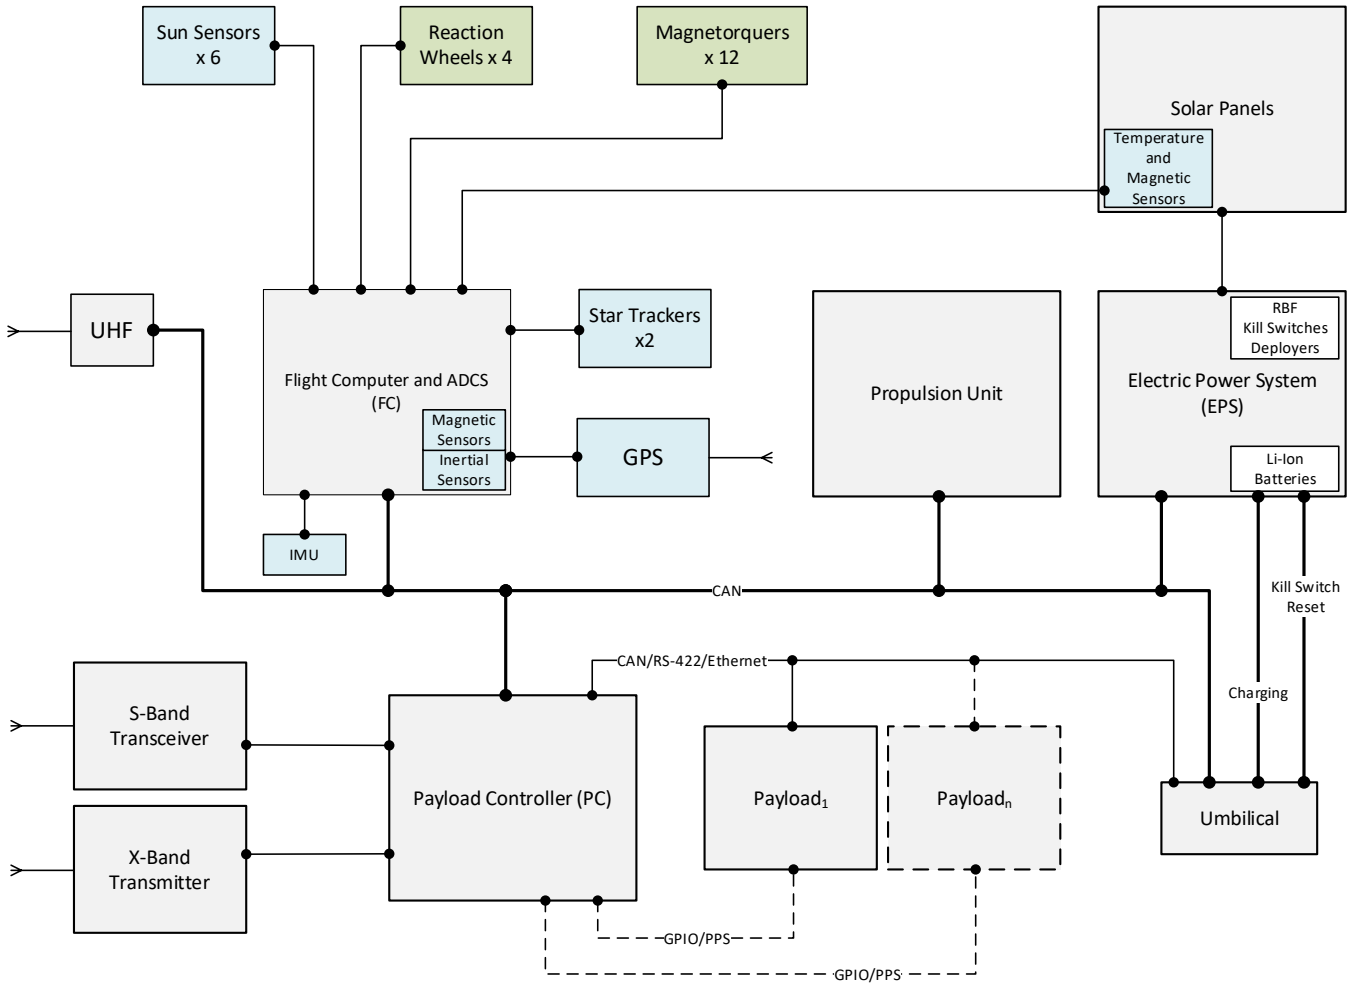 Sun Sensors
x 6
Reaction
Wheels x 4
Magnetorquers
x 12
Solar Panels
Temperature
and
Magnetic
Sensors
UHF
Flight Computer and ADCS
(FC)
Magnetic
Sensors
Inertial
Sensors
Star Trackers
x2
GPS
IMU
Propulsion Unit
RBF
Kill Switches
Deployers
Electric Power System
(EPS)
Li-Ion
Batteries
CAN
Kill Switch
Reset
Charging
CAN/RS-422/Ethernet
S-Band
Transceiver
X-Band
Transmitter
Payload Controller (PC)
Payload1
Payloadn
Umbilical
GPIO/PPS
GPIO/PPS